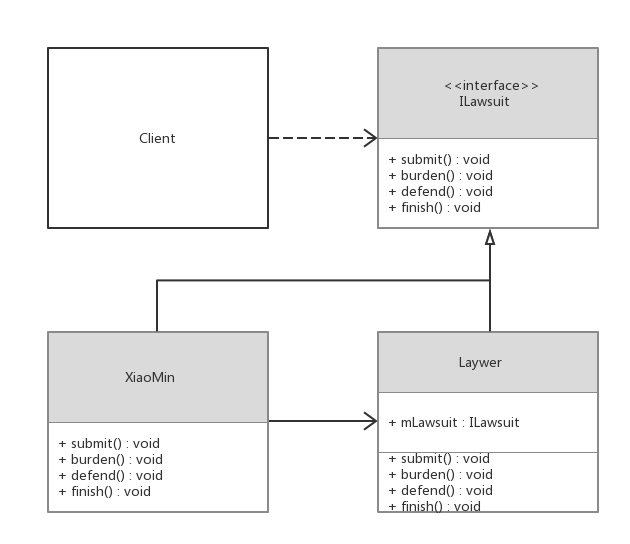 Client
<<interface>>
ILawsuit
+ submit() : void
+ burden() : void
+ defend() : void
+ finish() : void
XiaoMin
+ submit() : void
+ burden() : void
+ defend() : void
+ finish() : void
Laywer
+ mLawsuit : ILawsuit
+ submit() : void
+ burden() : void
+ defend() : void
+ finish() : void